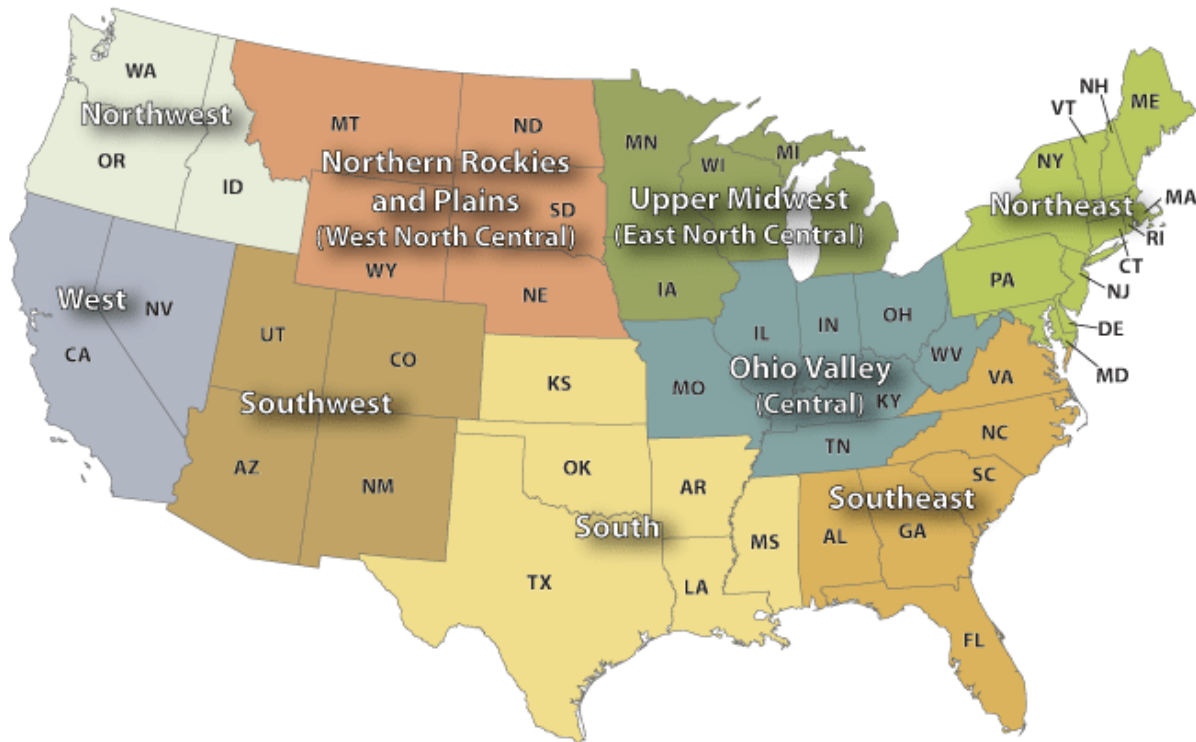 WA
Northwest
OR
ID
MT
ND
Northern Rockies
and Plains
(West North Central)
SD
WY
NE
MN
WI
MI
Upper Midwest
(East North Central)
IA
ME
NH
VT
NY
MA
Northeast
RI
CT
PA
NJ
DE
MD
West
NV
CA
UT
CO
Southwest
AZ
NM
KS
OK
AR
South
TX
LA
MS
IL
IN
OH
WV
Ohio Valley
(Central)
MO
KY
TN
VA
NC
SC
Southeast
AL
GA
FL